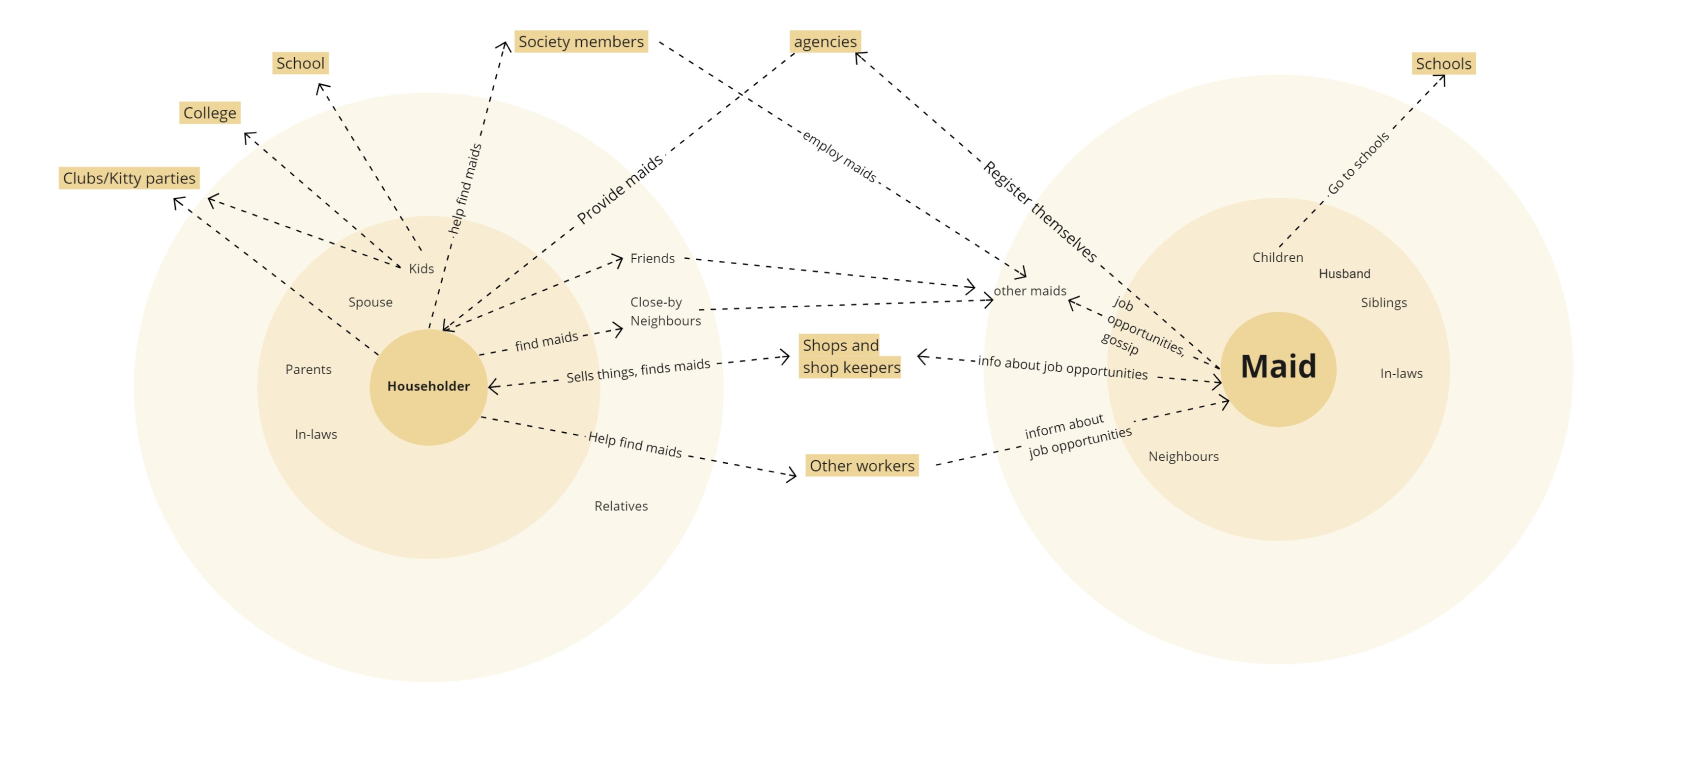 Society members
agencies
School
Schools
College
Clubs/Kitty parties
help find maids
Provide maids
employ maids
Register themselves
Go to schools
Kids
Spouse
Parents
In-laws
Householder
Friends
Close-by
Neighbours
find maids
Sells things, finds maids
Help find maids
Relatives
Shops and
shop keepers
Other workers
other maids
job
opportunities,
gossip
info about job opportunities
inform about
job opportunities
Children
Husband
Siblings
Maid
In-laws
Neighbours